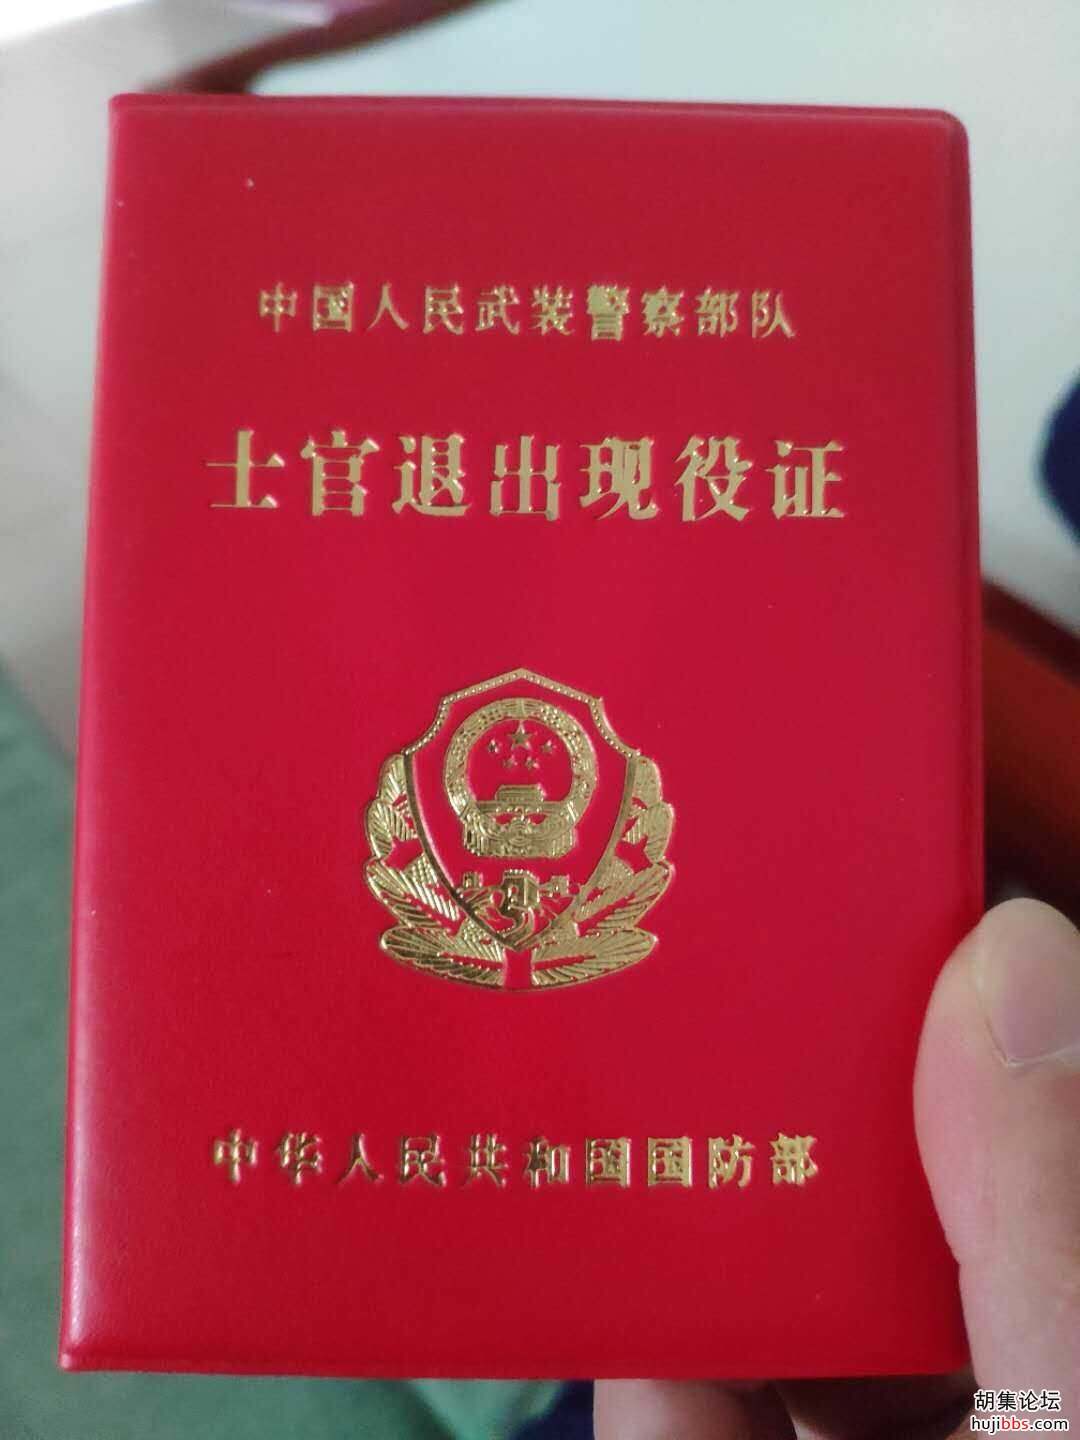 中国人民武装警察部队
士官退出现役证
中华人民共和国国防部
胡集论坛
hujibbs.com